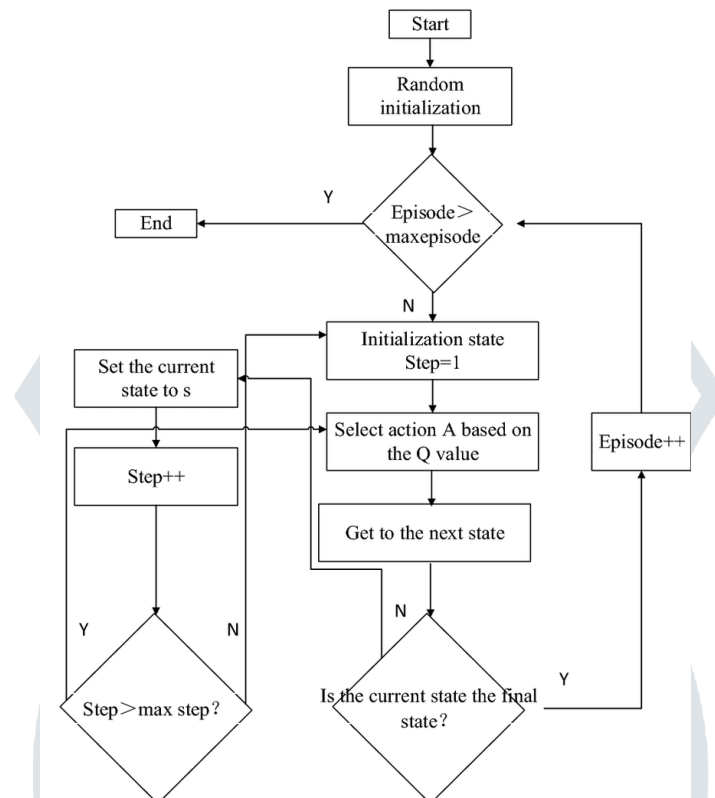 Start
Random
initialization
Y
Episode＞
maxepisode
End
N
Initialization state
Step=1
Set the current
state to s
Select action A based on
the Q value
Episode++
Step++
Get to the next state
N
Y
N
Y
Is the current state the final
state？
Step＞max step？